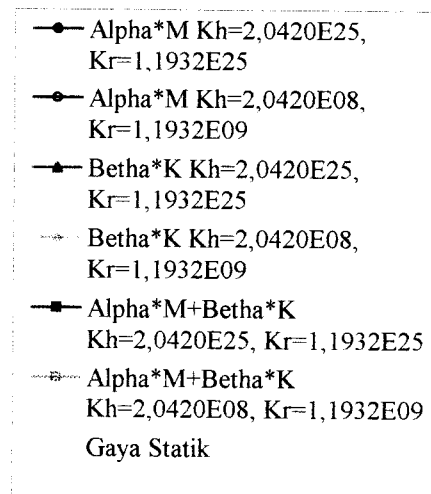 Alpha*M Kh=2,0420E25,
Kr=1,1932E25
Alpha*M Kh=2,0420E08,
Kr=1,1932E09
Betha*K Kh=2,0420E25,
Kr=1,1932E25
Betha*K Kh=2,0420E08,
Kr=1,1932E09
Alpha*M+Betha*K
Kh=2,0420E25, Kr=1,1932E25
Alpha*M+Betha*K
Kh=2,0420E08, Kr=1,1932E09
Gaya Statik